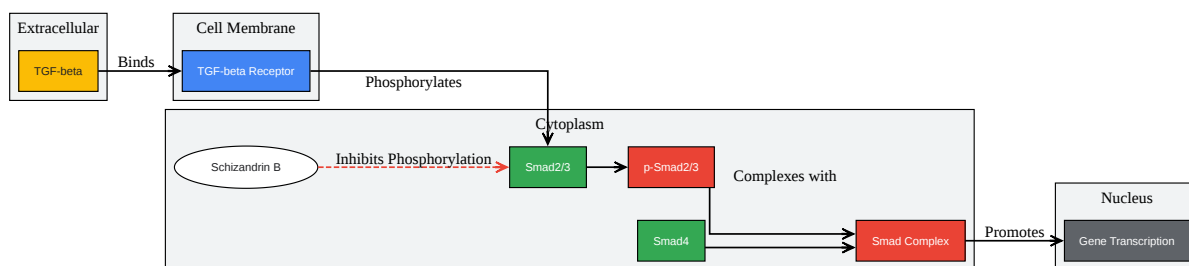 Extracellular
Cell Membrane
TGF-beta
Binds
TGF-beta Receptor
Phosphorylates
Cytoplasm
Schizandrin B
Inhibits Phosphorylation
Smad2/3
p-Smad2/3
Complexes with
Nucleus
Smad4
Smad Complex
Promotes
Gene Transcription